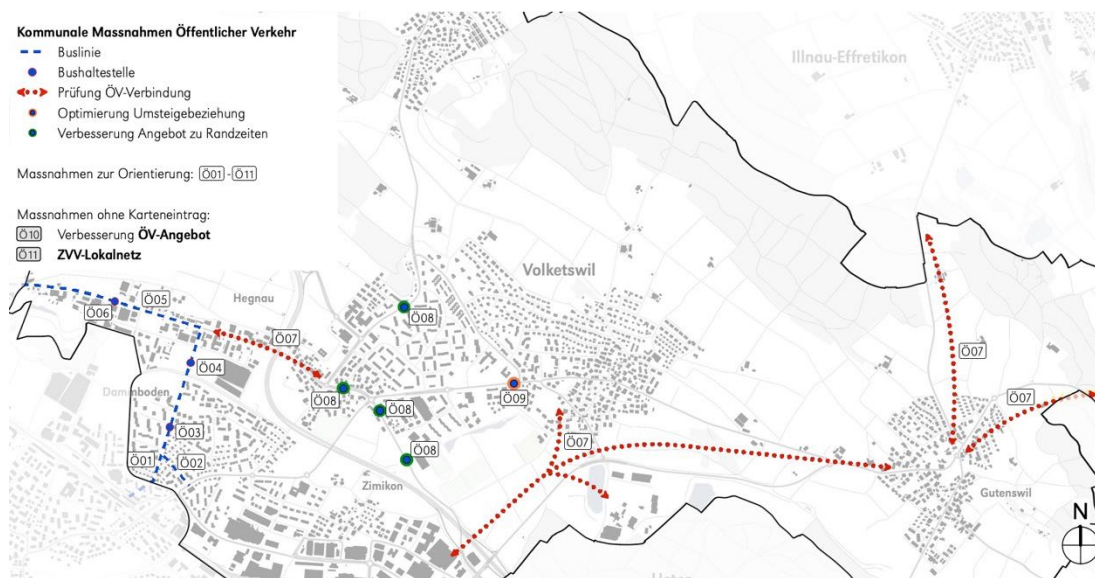 Kommunale Massnahmen Öffentlicher Verkehr
Buslinie
Bushaltestelle
Prüfung ÖV-Verbindung
Optimierung Umsteigebeziehung
Verbesserung Angebot zu Randzeiten
Massnahmen zur Orientierung: Ö01 - Ö11
Massnahmen ohne Karteneintrag:
Ö10 Verbesserung ÖV-Angebot
Ö11 ZVV-Lokalnetz
Illnau-Effretikon
Volketswil
Hegnau
Ö05
Ö06
Ö08
Ö07
Ö04
Ö07
Dammboden
Ö08
Ö08
Ö09
Ö07
Ö03
Ö07
Ö08
Ö01
Ö02
Zimikon
Gutenswil
N